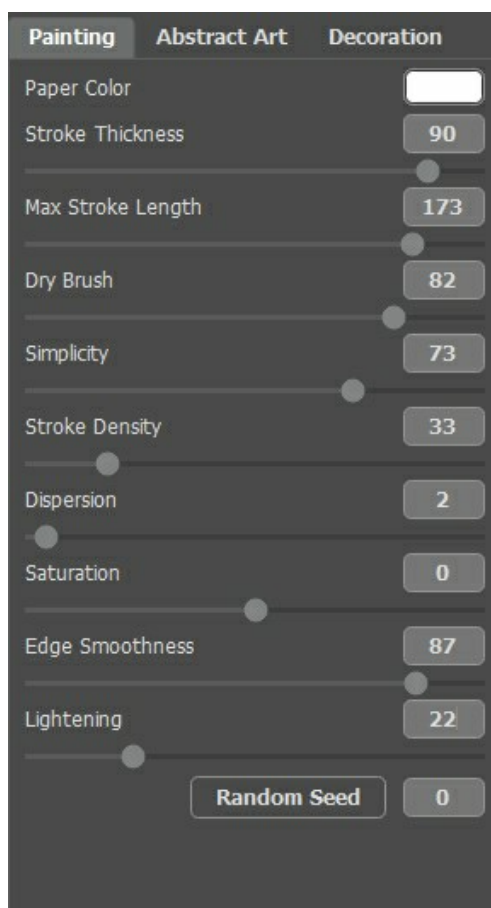 Painting Abstract Art Decoration
Paper Color
Stroke Thickness 90
Max Stroke Length 173
Dry Brush 82
Simplicity 73
Stroke Density 33
Dispersion 2
Saturation 0
Edge Smoothness 87
Lightening 22
Random Seed 0